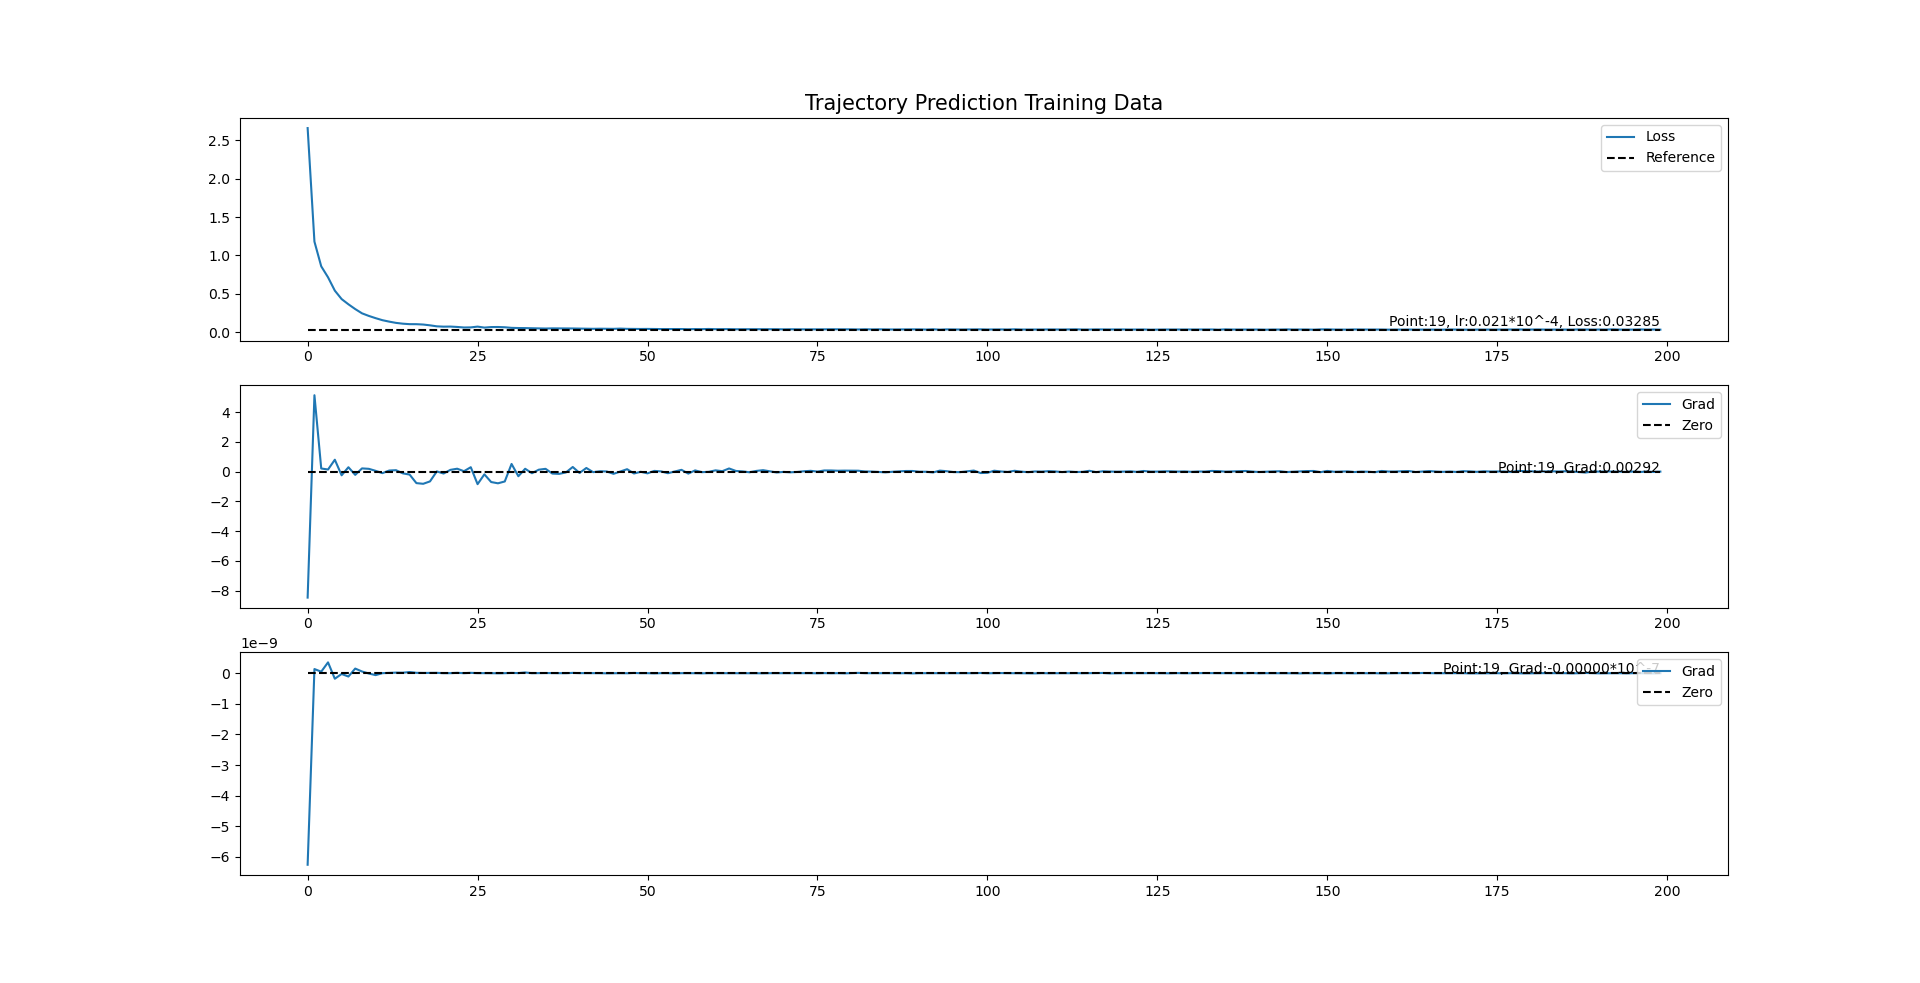 Trajectory Prediction Training Data
2.5
2.0
1.5
1.0
0.5
0.0
Loss
Reference
Point:19, lr:0.021*10^-4, Loss:0.03285
0 25 50 75 100 125 150 175 200
4
2
0
−2
−4
−6
−8
Grad
Zero
Point:19, Grad:0.00292
0 25 50 75 100 125 150 175 200
1e−9
0
−1
−2
−3
−4
−5
−6
Point:19, Grad:-0.00000*10^-7
Grad
Zero
0 25 50 75 100 125 150 175 200